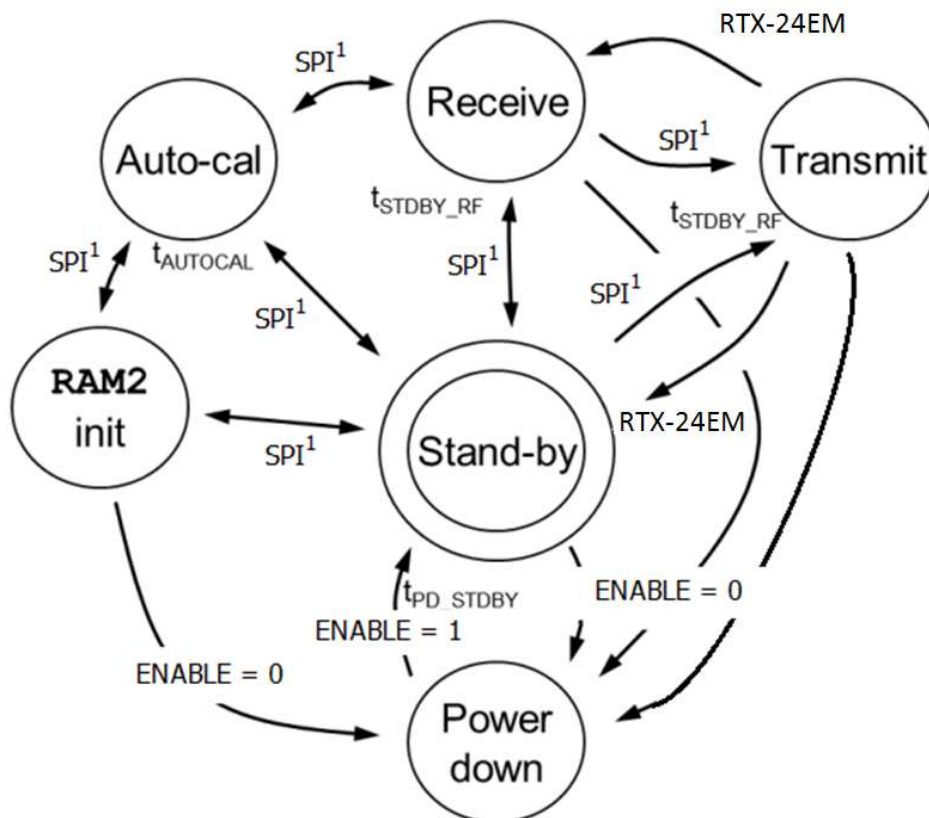 RTX-24EM
SPI¹
Receive
Auto-cal
SPI¹
Transmit
tSTDBY_RF
tSTDBY_RF
SPI¹
tAUTOCAL
SPI¹
SPI¹
SPI¹
RAM2
init
SPI¹
RTX-24EM
Stand-by
tPD_STDBY
ENABLE = 0
ENABLE = 1
ENABLE = 0
Power
down